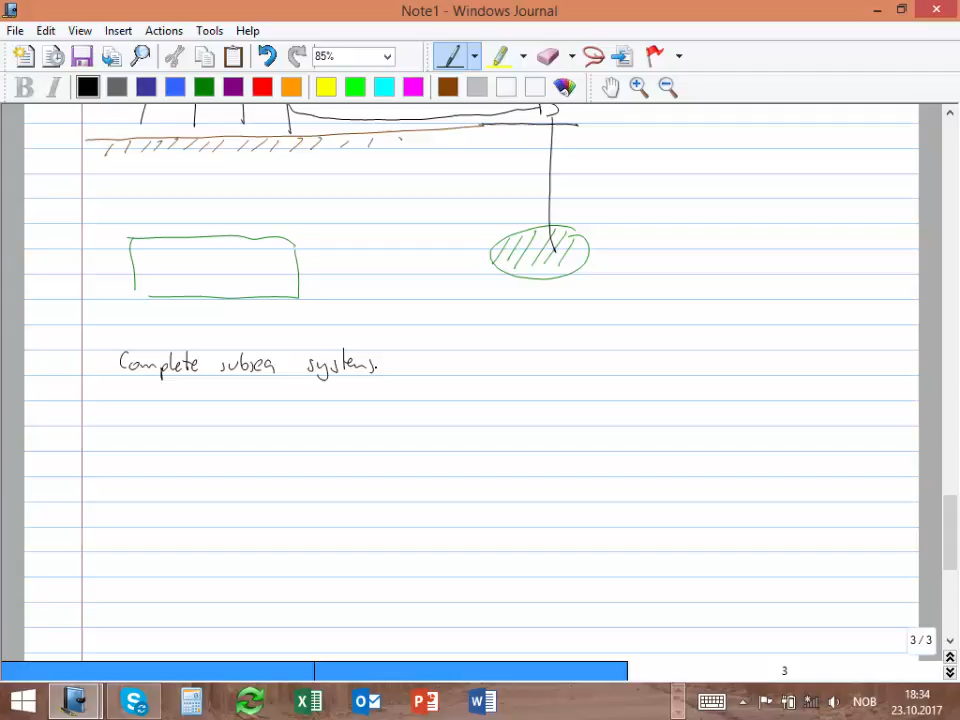 Note1 - Windows Journal
File Edit View Insert Actions Tools Help
85%
B I
Complete subsea systems.
3 / 3
3
NOB
18:34
23.10.2017